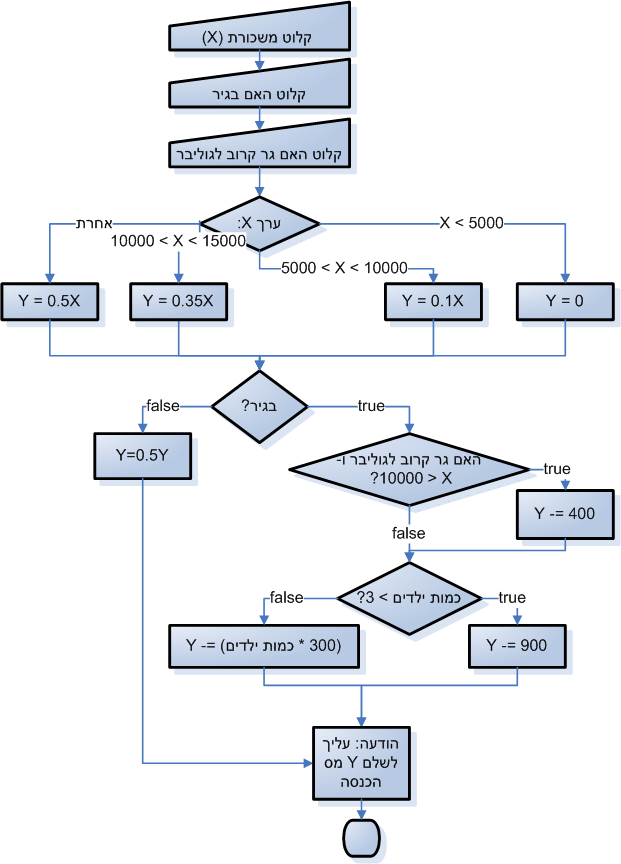 קלוט משכורת (X)
קלוט האם בגיר
קלוט האם גר קרוב לגוליבר
ערך X:
אחרת
10000 < X < 15000
5000 < X < 10000
X < 5000
Y = 0.5X
Y = 0.35X
Y = 0.1X
Y = 0
בגיר?
false
true
Y=0.5Y
האם גר קרוב לגוליבר ו-
10000 > X?
true
Y -= 400
false
כמות ילדים > 3?
false
true
Y -= (כמות ילדים * 300)
Y -= 900
הודעה: עליך
לשלם Y מס
הכנסה